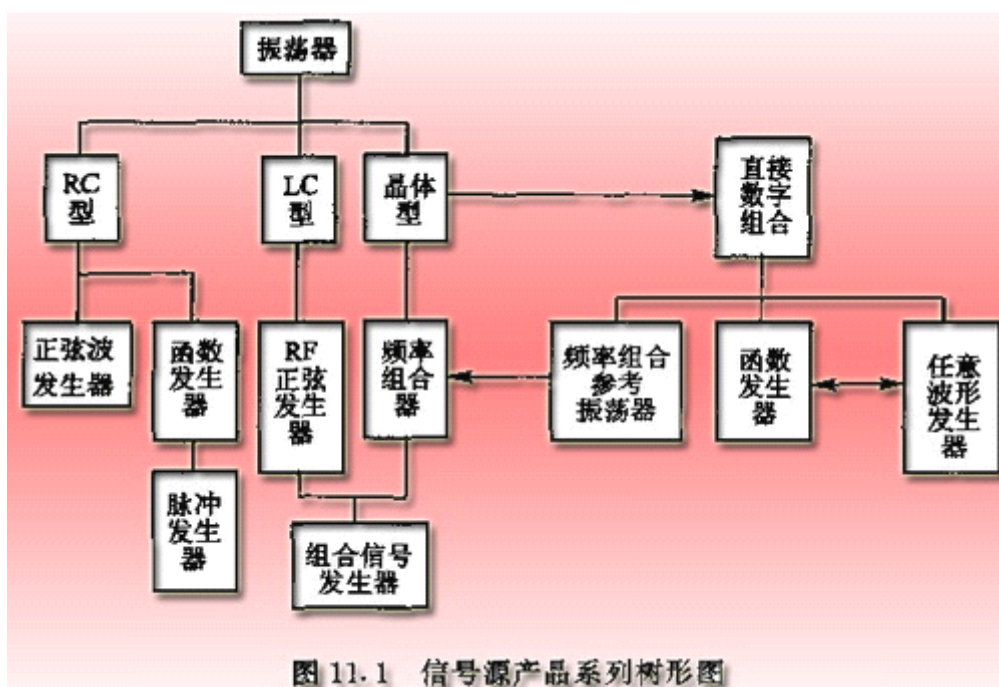 振荡器
RC
型
LC
型
晶体
型
直接
数字
组合
正弦波
发生器
函数
发生
器
RF
正弦
发生
器
频率
组合
器
频率组合
参考
振荡器
函数
发生
器
任意
波形
发生
器
脉冲
发生
器
组合信号
发生器
图 11.1 信号源产品系列树形图